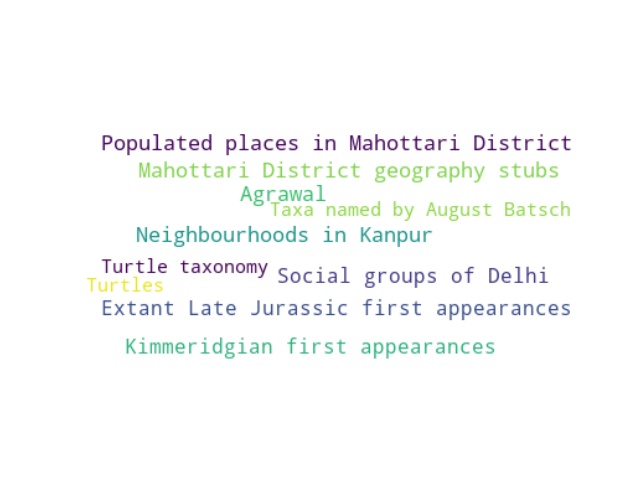 Populated places in Mahottari District
Mahottari District geography stubs
Agrawal
Taxa named by August Batsch
Neighbourhoods in Kanpur
Turtle taxonomy
Social groups of Delhi
Turtles
Extant Late Jurassic first appearances
Kimmeridgian first appearances